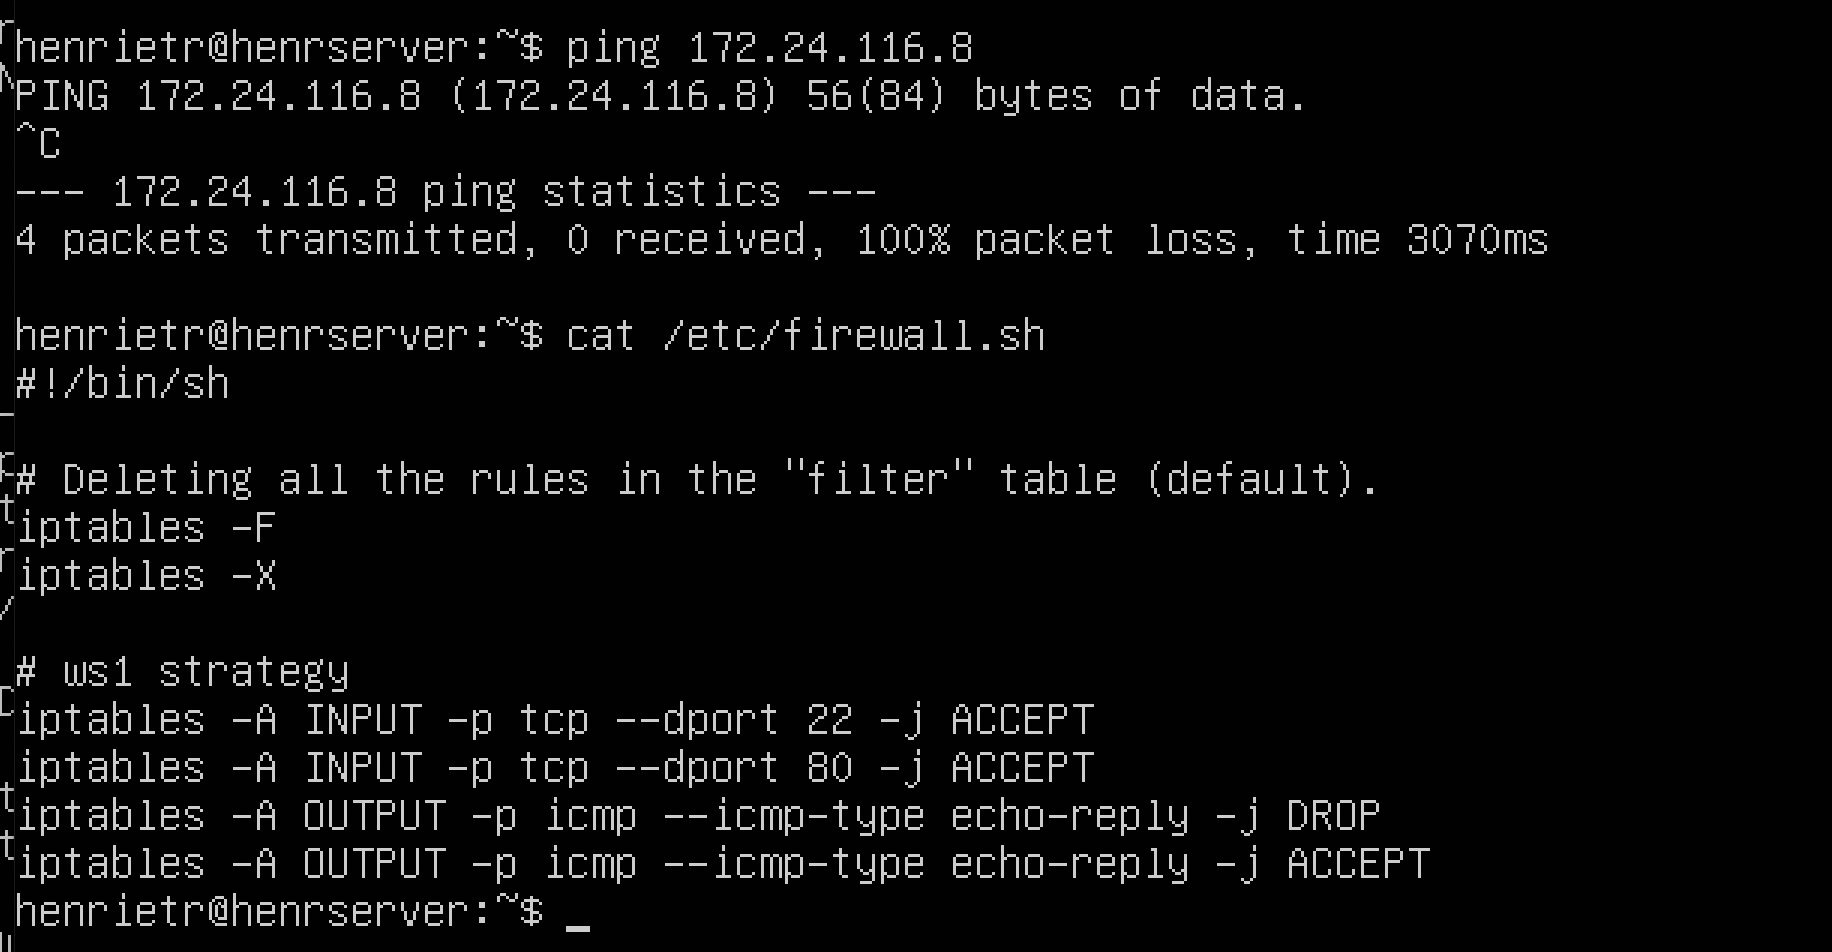 henrietr@henrserver:~$ ping 172.24.116.8
PING 172.24.116.8 (172.24.116.8) 56(84) bytes of data.
^C
--- 172.24.116.8 ping statistics ---
4 packets transmitted, 0 received, 100% packet loss, time 3070ms
henrietr@henrserver:~$ cat /etc/firewall.sh
#!/bin/sh
# Deleting all the rules in the "filter" table (default).
iptables -F
iptables -X
# ws1 strategy
iptables -A INPUT -p tcp --dport 22 -j ACCEPT
iptables -A INPUT -p tcp --dport 80 -j ACCEPT
iptables -A OUTPUT -p icmp --icmp-type echo-reply -j DROP
iptables -A OUTPUT -p icmp --icmp-type echo-reply -j ACCEPT
henrietr@henrserver:~$ _